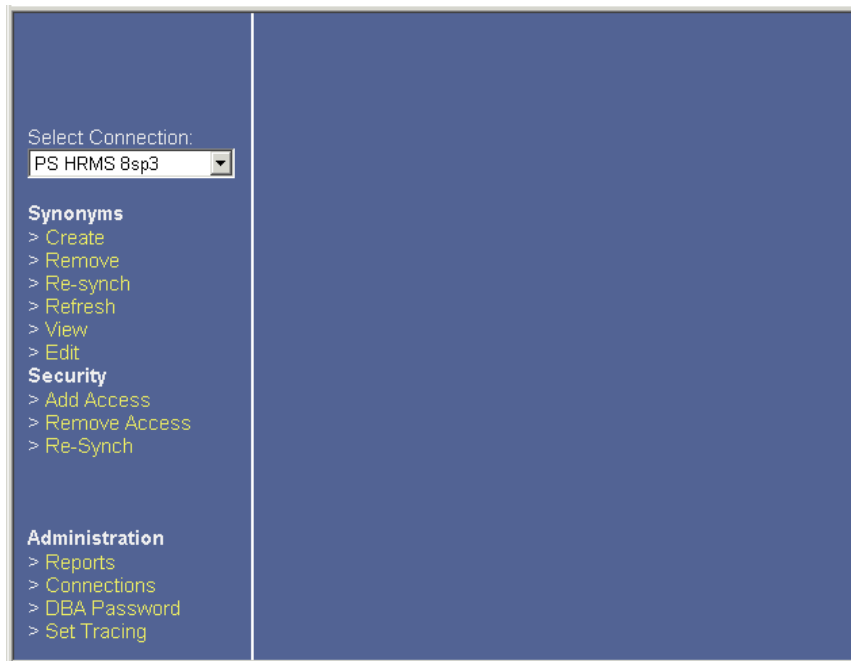 Select Connection:
PS HRMS 8sp3
Synonyms
> Create
> Remove
> Re-synch
> Refresh
> View
> Edit
Security
> Add Access
> Remove Access
> Re-Synch
Administration
> Reports
> Connections
> DBA Password
> Set Tracing